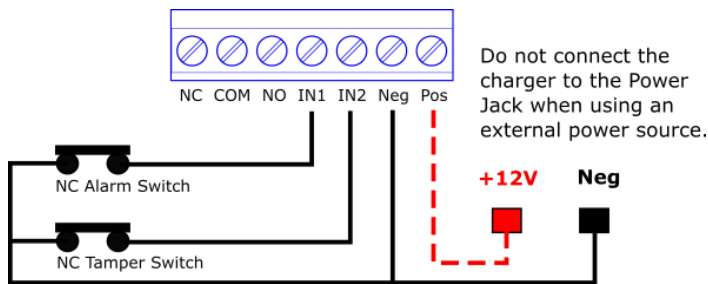 NC COM NO IN1 IN2 Neg Pos
Do not connect the
charger to the Power
Jack when using an
external power source.
+12V Neg
NC Alarm Switch
NC Tamper Switch